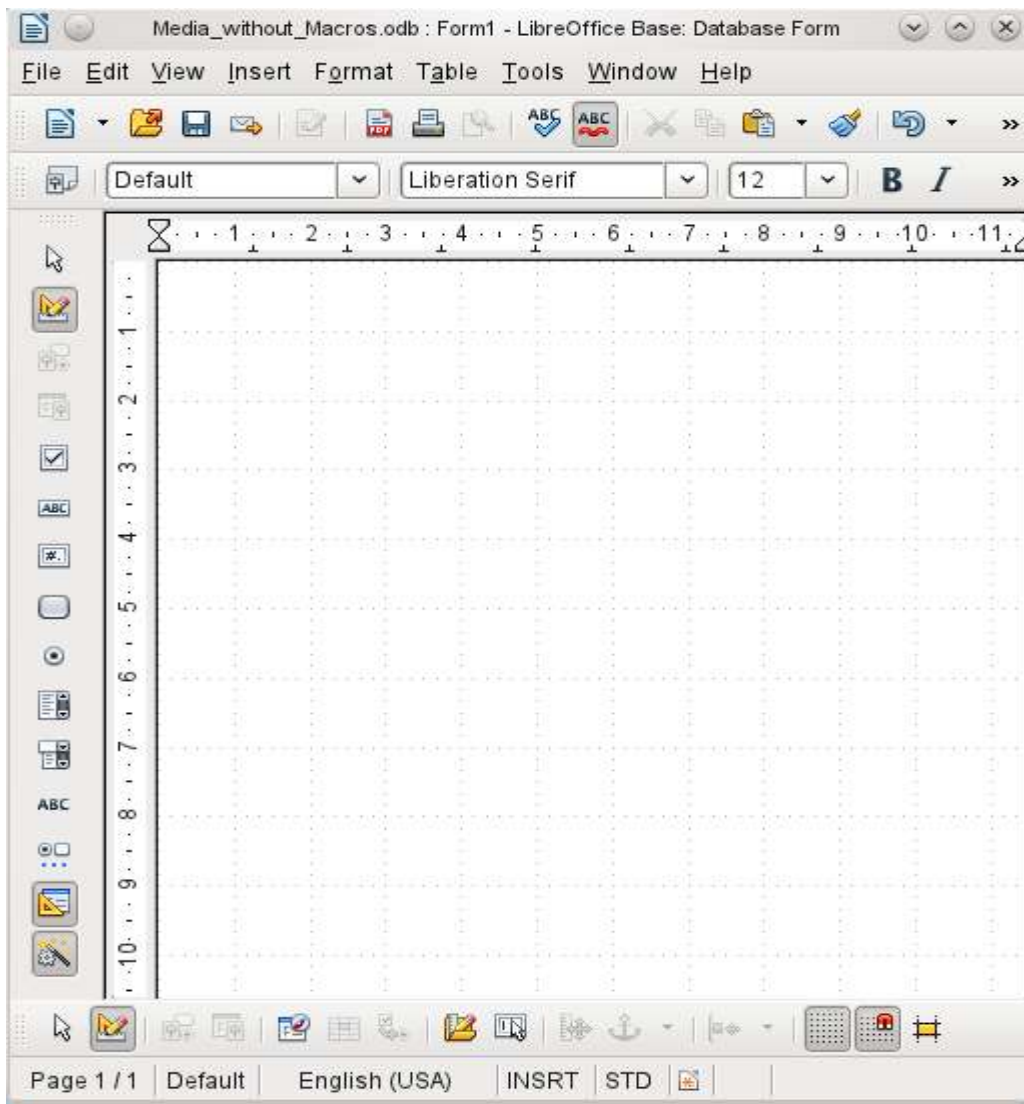 Media_without_Macros.odb : Form1 - LibreOffice Base: Database Form
File Edit View Insert Format Table Tools Window Help
PDF ABC ABC
Default Liberation Serif 12 B I
1 2 3 4 5 6 7 8 9 10 11
1
2
3
ABC
4
#.
5
6
7
ABC
8
9
10
Page 1 / 1 Default English (USA) INSRT STD